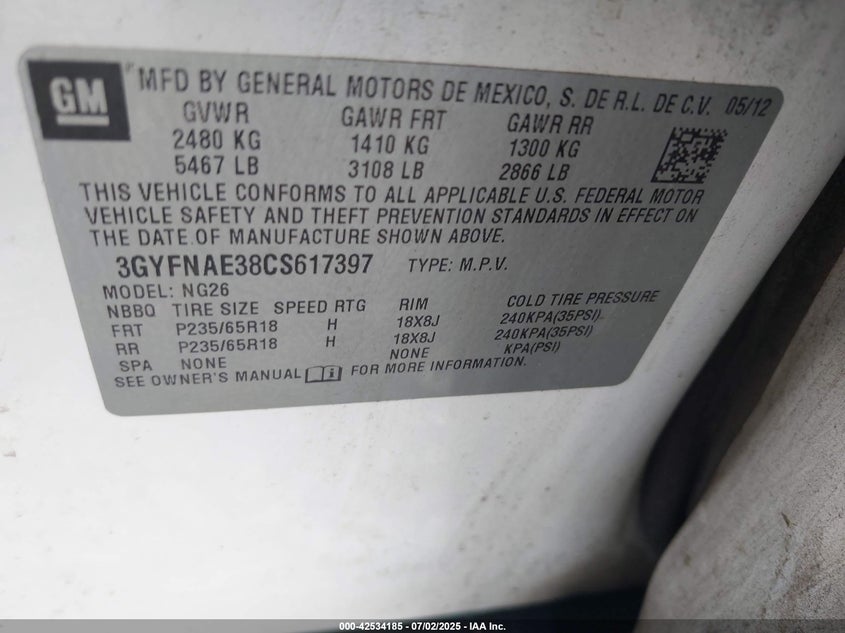 GM
MFD BY GENERAL MOTORS DE MEXICO, S. DE R.L. DE C.V. 05/12
GVWR GAWR FRT GAWR RR
2480 KG 1410 KG 1300 KG
5467 LB 3108 LB 2866 LB
THIS VEHICLE CONFORMS TO ALL APPLICABLE U.S. FEDERAL MOTOR
VEHICLE SAFETY AND THEFT PREVENTION STANDARDS IN EFFECT ON
THE DATE OF MANUFACTURE SHOWN ABOVE.
3GYFNAE38CS617397 TYPE: M.P.V.
MODEL: NG26
NBBQ TIRE SIZE SPEED RTG RIM COLD TIRE PRESSURE
FRT P235/65R18 H 18X8J 240KPA(35PSI)
RR P235/65R18 H 18X8J 240KPA(35PSI)
SPA NONE NONE KPA(PSI)
SEE OWNER'S MANUAL FOR MORE INFORMATION.
000-42534185 - 07/02/2025 - IAA Inc.